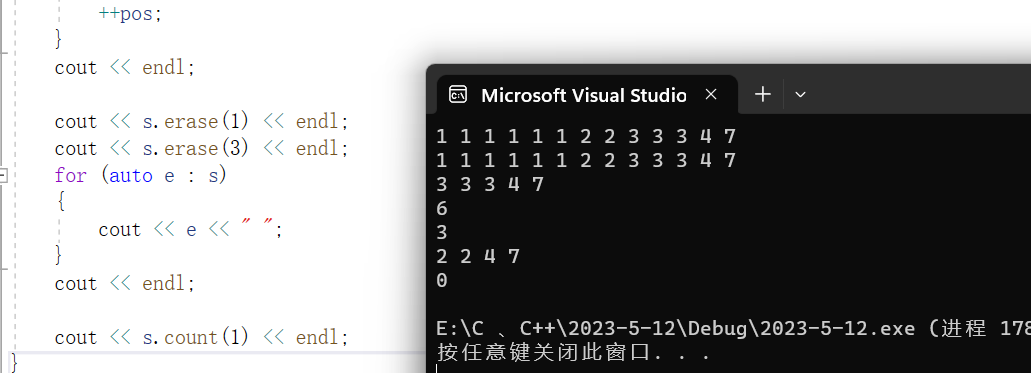 ++pos;
}
cout << endl;
cout << s.erase(1) << endl;
cout << s.erase(3) << endl;
for (auto e : s)
{
cout << e << " ";
}
cout << endl;
cout << s.count(1) << endl;
}
Microsoft Visual Studio
1 1 1 1 1 1 2 2 3 3 3 4 7
1 1 1 1 1 1 2 2 3 3 3 4 7
3 3 3 4 7
6
3
2 2 4 7
0
E:\C 、C++\2023-5-12\Debug\2023-5-12.exe (进程 178
按任意键关闭此窗口. . .